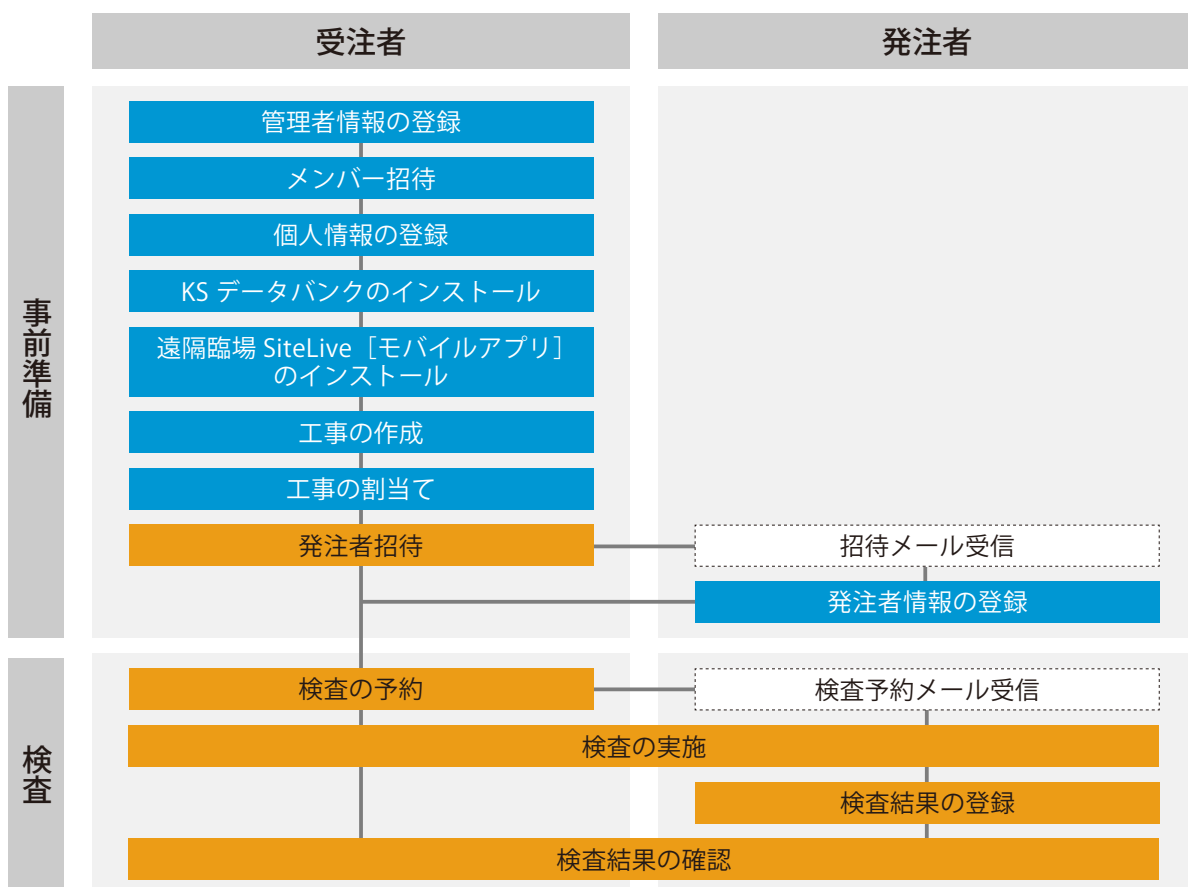 受注者
発注者
事前準備
管理者情報の登録
メンバー招待
個人情報の登録
KS データバンクのインストール
遠隔臨場 SiteLive［モバイルアプリ］
のインストール
工事の作成
工事の割当て
発注者招待
招待メール受信
発注者情報の登録
検査
検査の予約
検査予約メール受信
検査の実施
検査結果の登録
検査結果の確認